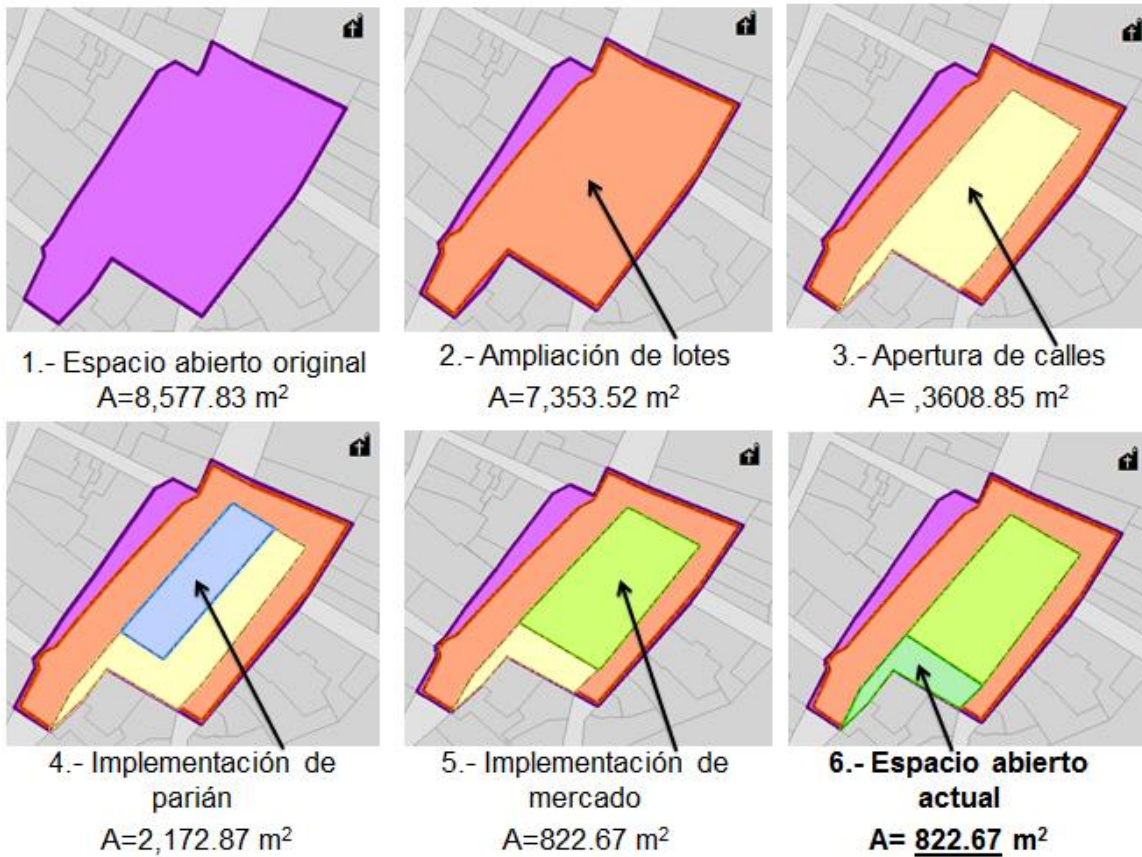 1.- Espacio abierto original
A=8,577.83 m²
2.- Ampliación de lotes
A=7,353.52 m²
3.- Apertura de calles
A= ,3608.85 m²
4.- Implementación de
parián
A=2,172.87 m²
5.- Implementación de
mercado
A=822.67 m²
6.- Espacio abierto
actual
A= 822.67 m²